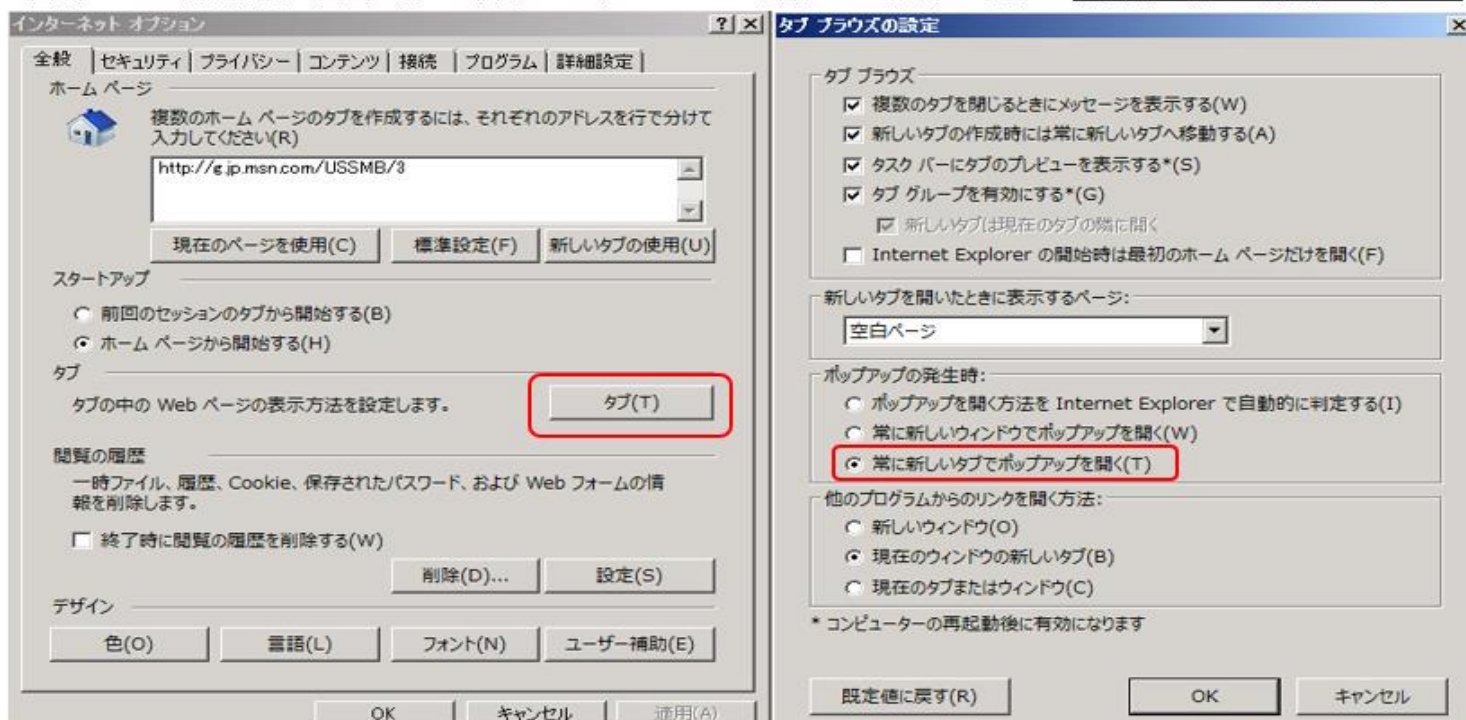 インターネット オプション
全般 セキュリティ プライバシー コンテンツ 接続 プログラム 詳細設定
ホーム ページ
複数のホーム ページのタブを作成するには、それぞれのアドレスを行で分けて
入力してください(R)
http://g.jp.msn.com/USSMB/3
現在のページを使用(C) 標準設定(F) 新しいタブの使用(U)
スタートアップ
前回のセッションのタブから開始する(B)
ホーム ページから開始する(H)
タブ
タブの中の Web ページの表示方法を設定します。 タブ(T)
閲覧の履歴
一時ファイル、履歴、Cookie、保存されたパスワード、および Web フォームの情
報を削除します。
終了時に閲覧の履歴を削除する(W)
削除(D)... 設定(S)
デザイン
色(O) 言語(L) フォント(N) ユーザー補助(E)
OK キャンセル 適用(A)
タブ ブラウズの設定
タブ ブラウズ
複数のタブを閉じるときにメッセージを表示する(W)
新しいタブの作成時には常に新しいタブへ移動する(A)
タスク バーにタブのプレビューを表示する*(S)
タブ グループを有効にする*(G)
新しいタブは現在のタブの隣に開く
Internet Explorer の開始時は最初のホーム ページだけを開く(F)
新しいタブを開いたときに表示するページ:
空白ページ
ポップアップの発生時:
ポップアップを開く方法を Internet Explorer で自動的に判定する(I)
常に新しいウィンドウでポップアップを開く(W)
常に新しいタブでポップアップを開く(T)
他のプログラムからのリンクを開く方法:
新しいウィンドウ(O)
現在のウィンドウの新しいタブ(B)
現在のタブまたはウィンドウ(C)
* コンピューターの再起動後に有効になります
既定値に戻す(R) OK キャンセル